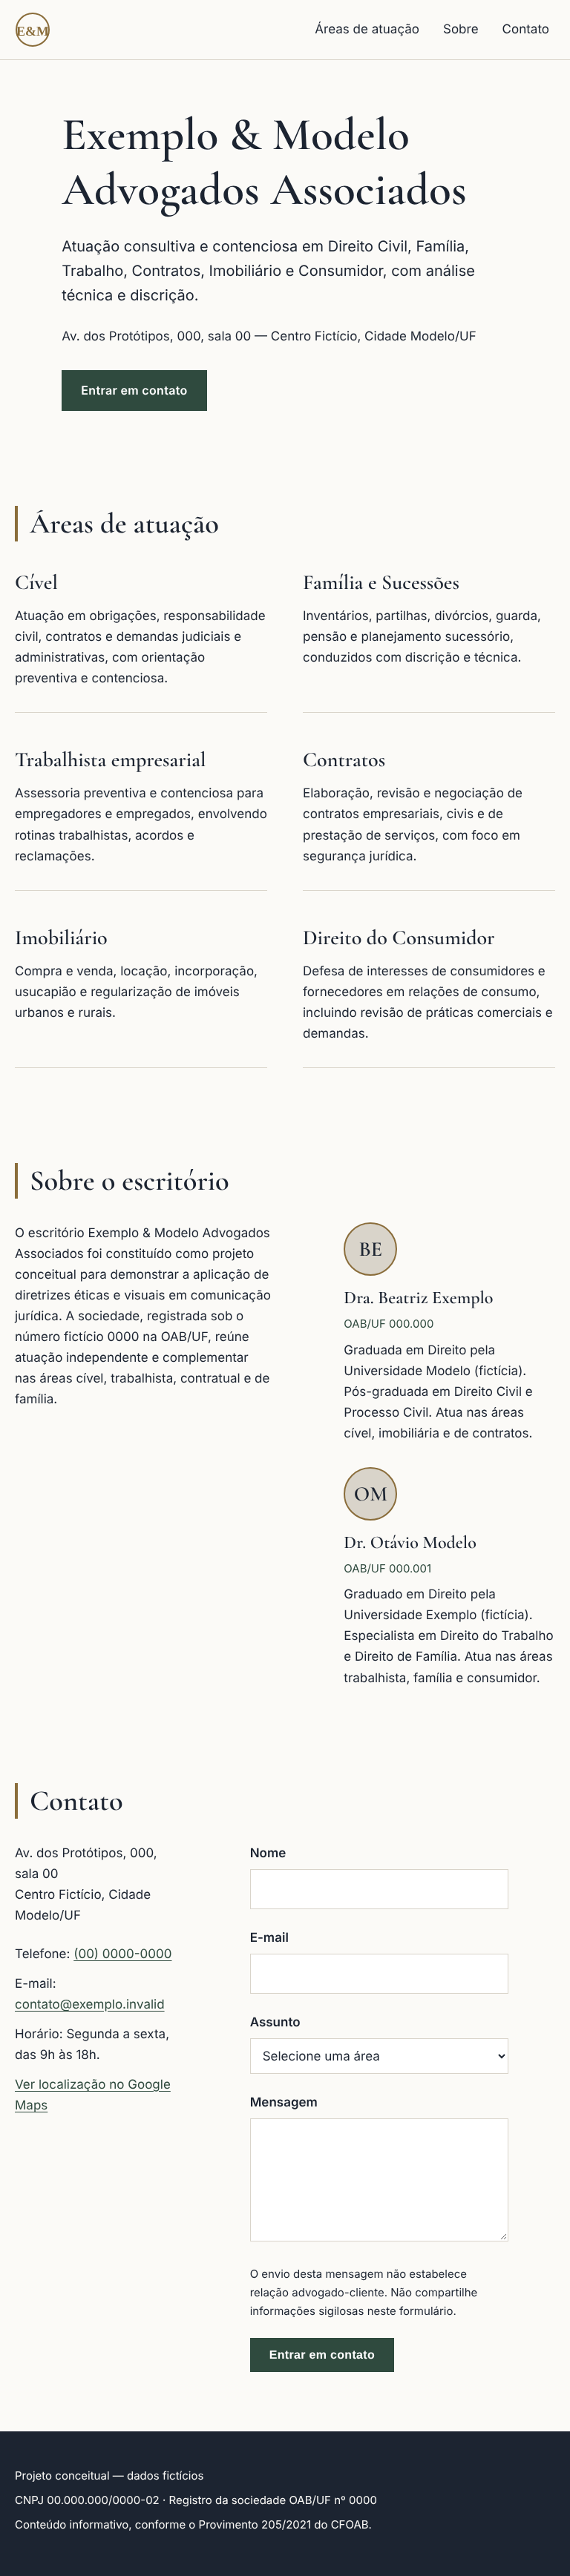 E&M
Áreas de atuação
Sobre
Contato
Exemplo & Modelo
Advogados Associados
Atuação consultiva e contenciosa em Direito Civil, Família,
Trabalho, Contratos, Imobiliário e Consumidor, com análise
técnica e discrição.
Av. dos Protótipos, 000, sala 00 — Centro Fictício, Cidade Modelo/UF
Entrar em contato
Áreas de atuação
Cível
Atuação em obrigações, responsabilidade
civil, contratos e demandas judiciais e
administrativas, com orientação
preventiva e contenciosa.
Família e Sucessões
Inventários, partilhas, divórcios, guarda,
pensão e planejamento sucessório,
conduzidos com discrição e técnica.
Trabalhista empresarial
Assessoria preventiva e contenciosa para
empregadores e empregados, envolvendo
rotinas trabalhistas, acordos e
reclamações.
Contratos
Elaboração, revisão e negociação de
contratos empresariais, civis e de
prestação de serviços, com foco em
segurança jurídica.
Imobiliário
Compra e venda, locação, incorporação,
usucapião e regularização de imóveis
urbanos e rurais.
Direito do Consumidor
Defesa de interesses de consumidores e
fornecedores em relações de consumo,
incluindo revisão de práticas comerciais e
demandas.
Sobre o escritório
O escritório Exemplo & Modelo Advogados
Associados foi constituído como projeto
conceitual para demonstrar a aplicação de
diretrizes éticas e visuais em comunicação
jurídica. A sociedade, registrada sob o
número fictício 0000 na OAB/UF, reúne
atuação independente e complementar
nas áreas cível, trabalhista, contratual e de
família.
BE
Dra. Beatriz Exemplo
OAB/UF 000.000
Graduada em Direito pela
Universidade Modelo (fictícia).
Pós-graduada em Direito Civil e
Processo Civil. Atua nas áreas
cível, imobiliária e de contratos.
OM
Dr. Otávio Modelo
OAB/UF 000.001
Graduado em Direito pela
Universidade Exemplo (fictícia).
Especialista em Direito do Trabalho
e Direito de Família. Atua nas áreas
trabalhista, família e consumidor.
Contato
Av. dos Protótipos, 000,
sala 00
Centro Fictício, Cidade
Modelo/UF
Telefone: (00) 0000-0000
E-mail:
contato@exemplo.invalid
Horário: Segunda a sexta,
das 9h às 18h.
Ver localização no Google
Maps
Nome
E-mail
Assunto
Selecione uma área
Mensagem
O envio desta mensagem não estabelece
relação advogado-cliente. Não compartilhe
informações sigilosas neste formulário.
Entrar em contato
Projeto conceitual — dados fictícios
CNPJ 00.000.000/0000-02 · Registro da sociedade OAB/UF nº 0000
Conteúdo informativo, conforme o Provimento 205/2021 do CFOAB.